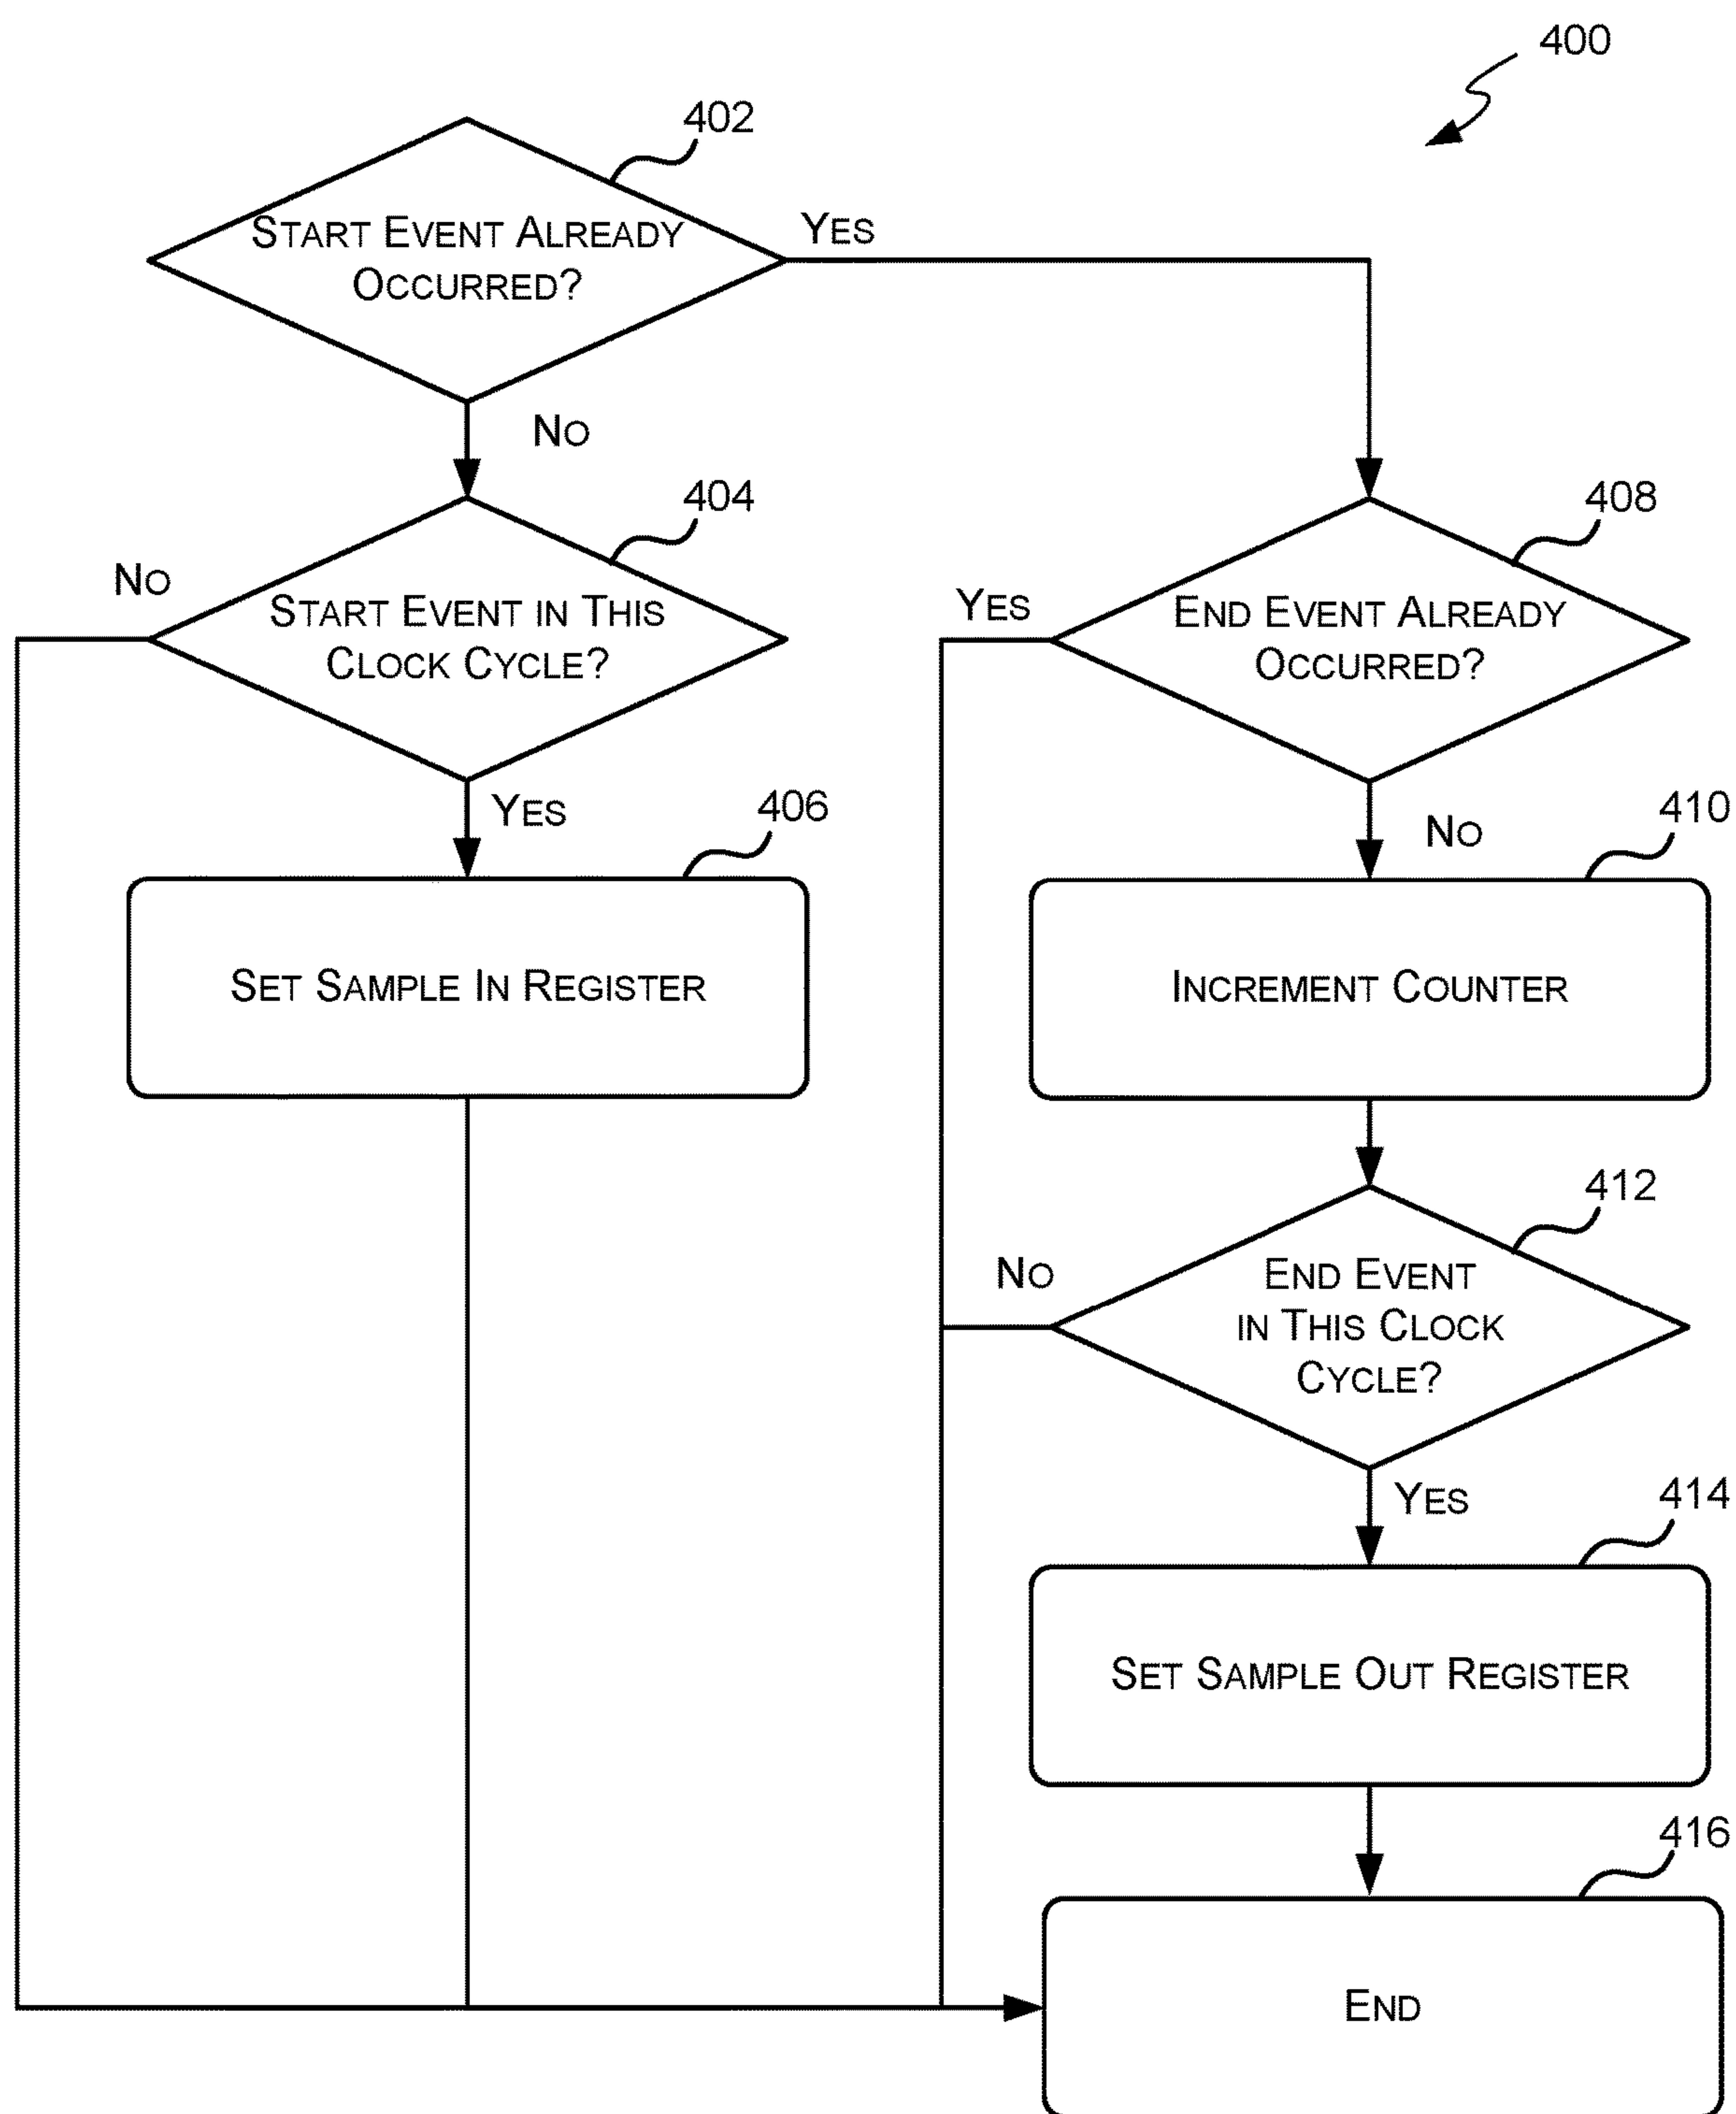 400
402
START EVENT ALREADY
OCCURRED?
YES
NO
404
START EVENT IN THIS
CLOCK CYCLE?
NO
YES
406
SET SAMPLE IN REGISTER
408
END EVENT ALREADY
OCCURRED?
YES
NO
410
INCREMENT COUNTER
412
END EVENT
IN THIS CLOCK
CYCLE?
NO
YES
414
SET SAMPLE OUT REGISTER
416
END